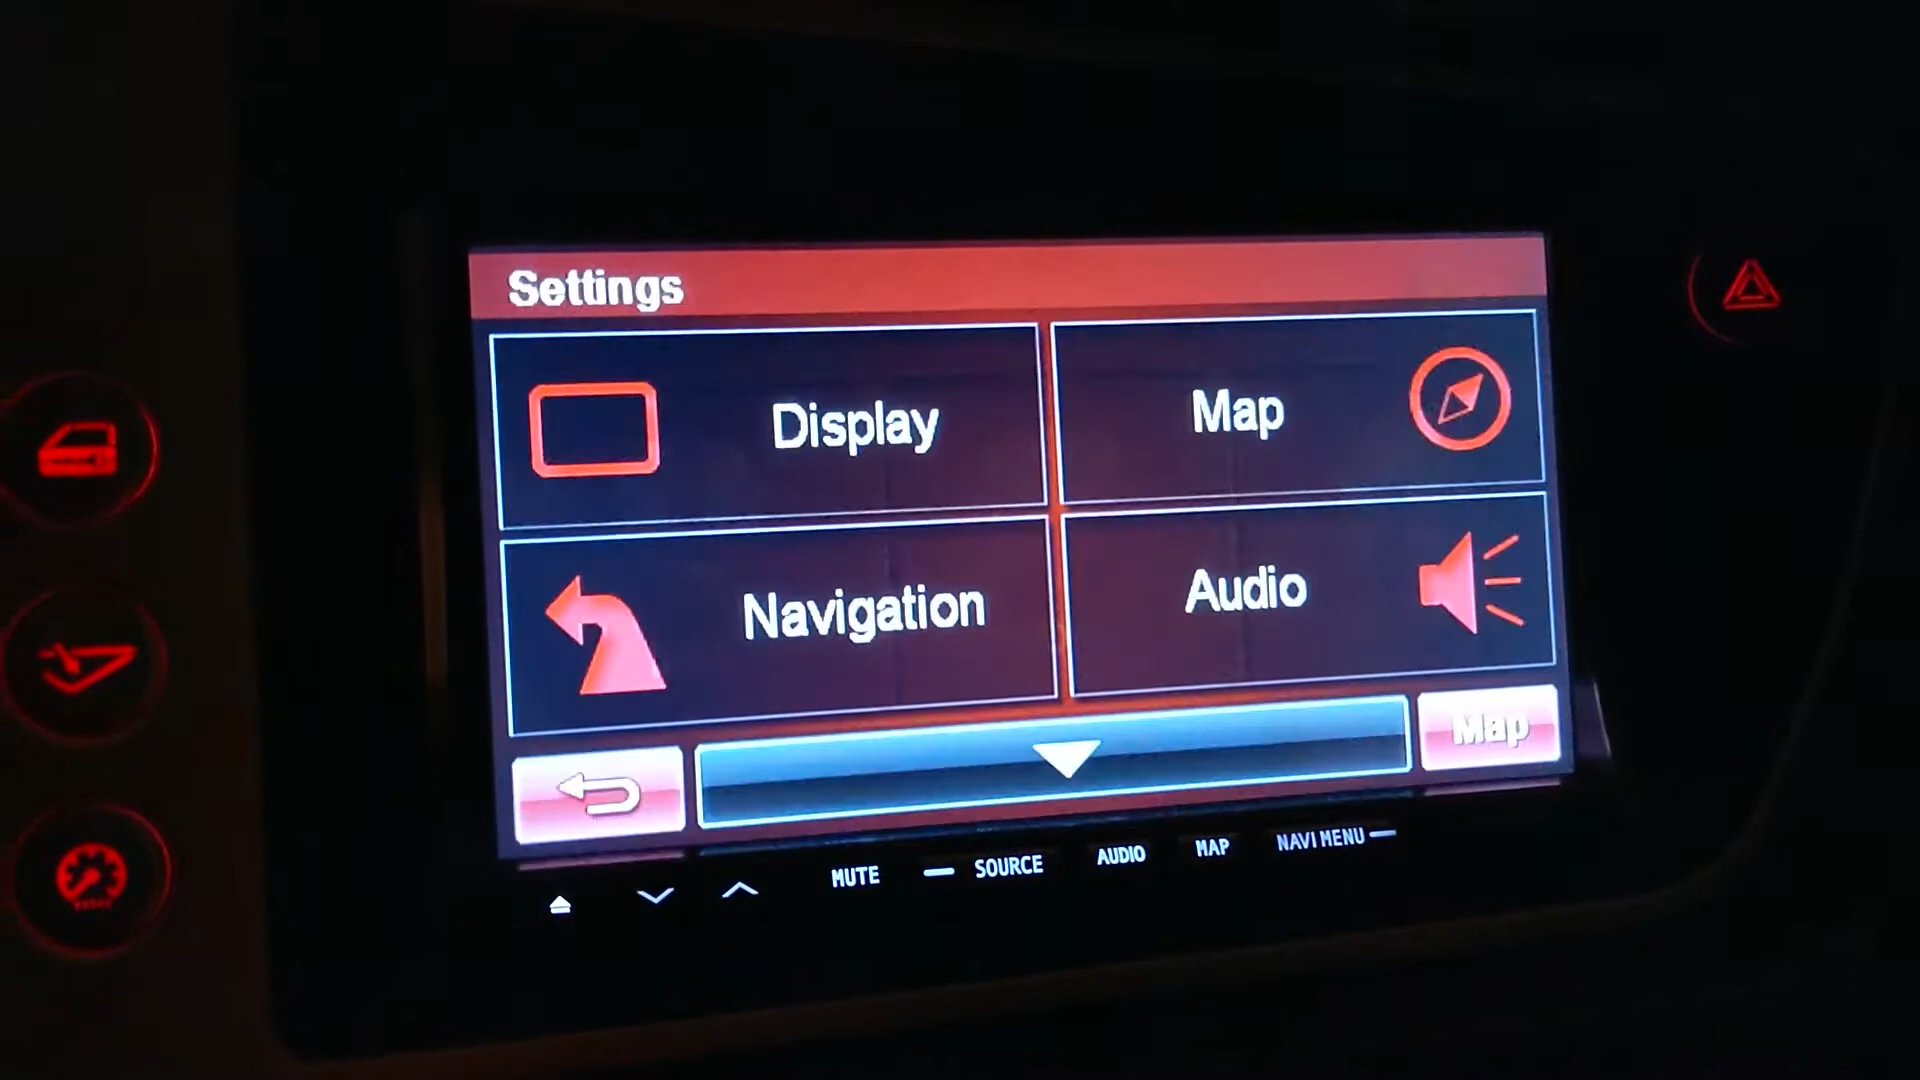 Settings
Display
Map
Navigation
Audio
Map
MUTE
SOURCE
AUDIO
MAP
NAVI MENU